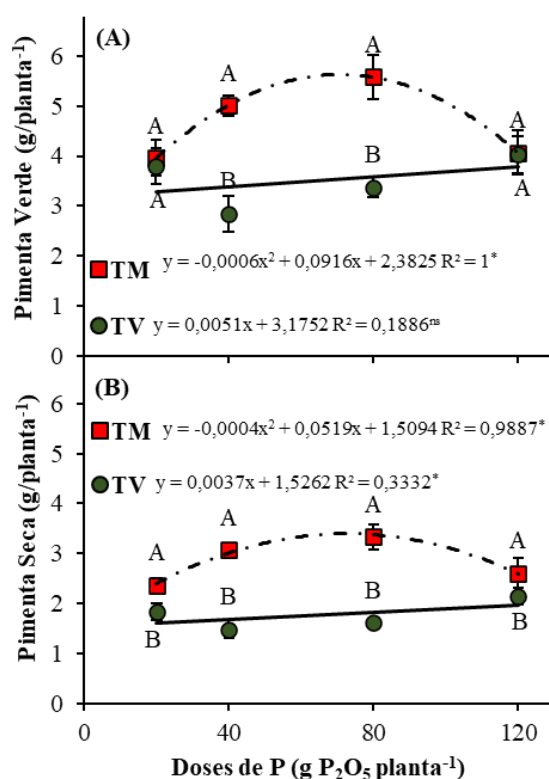 (A)
Pimenta Verde (g/planta⁻¹)
6
5
4
3
2
1
0
A
A
A
A
A
B
B
A
TM y = -0,0006x² + 0,0916x + 2,3825 R² = 1*
TV y = 0,0051x + 3,1752 R² = 0,1886ⁿˢ
(B)
Pimenta Seca (g/planta⁻¹)
6
5
4
3
2
1
0
TM y = -0,0004x² + 0,0519x + 1,5094 R² = 0,9887*
TV y = 0,0037x + 1,5262 R² = 0,3332*
A
A
A
A
B
B
B
B
0 40 80 120
Doses de P (g P₂O₅ planta⁻¹)